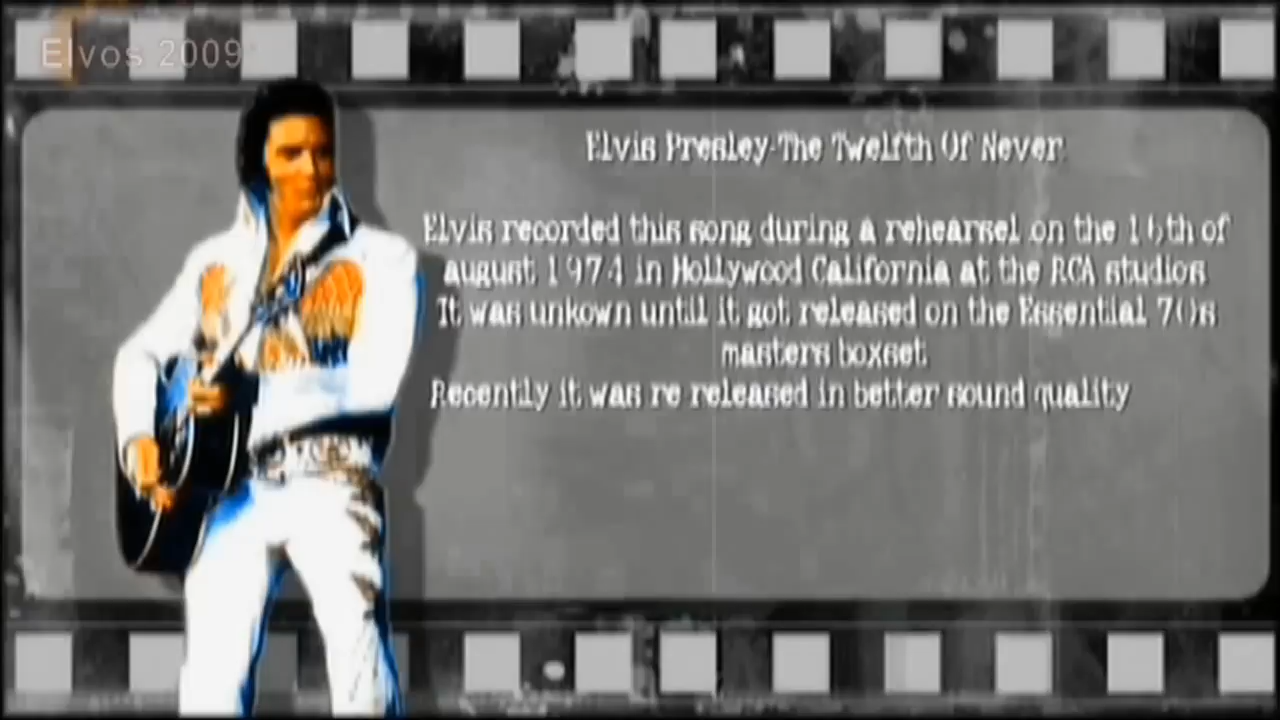 Elvos 2009
Elvis Presley-The Twelfth Of Never
Elvis recorded this song during a rehearsel on the 16th of
august 1974 in Hollywood California at the RCA studios
It was unkown until it got released on the Essential 70s
masters boxset
Recently it was re released in better sound quality